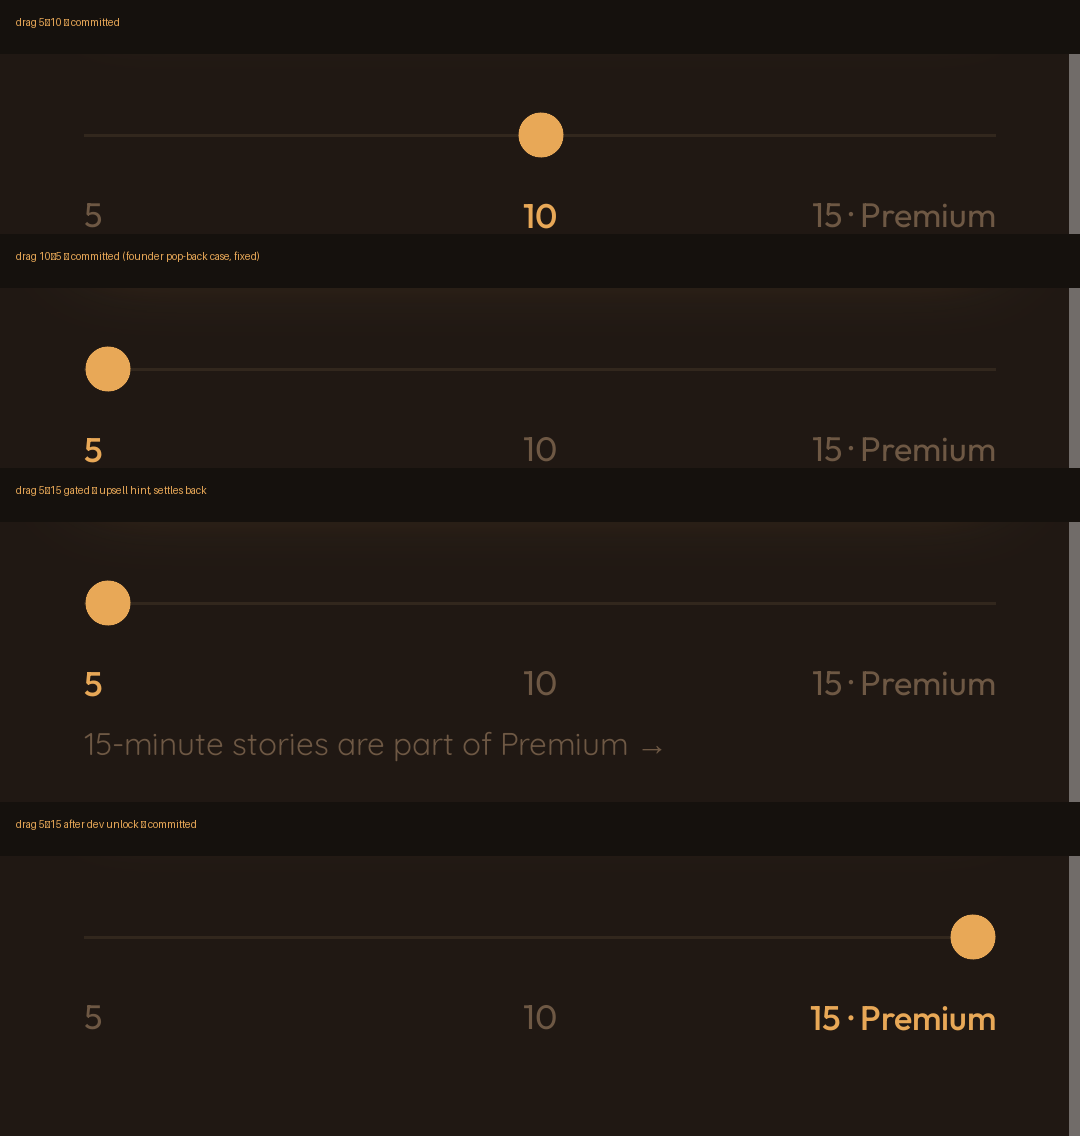 drag 5▯10 ▯ committed
5
10
15 · Premium
drag 10▯5 ▯ committed (founder pop-back case, fixed)
5
10
15 · Premium
drag 5▯15 gated ▯ upsell hint, settles back
5
10
15 · Premium
15-minute stories are part of Premium →
drag 5▯15 after dev unlock ▯ committed
5
10
15 · Premium